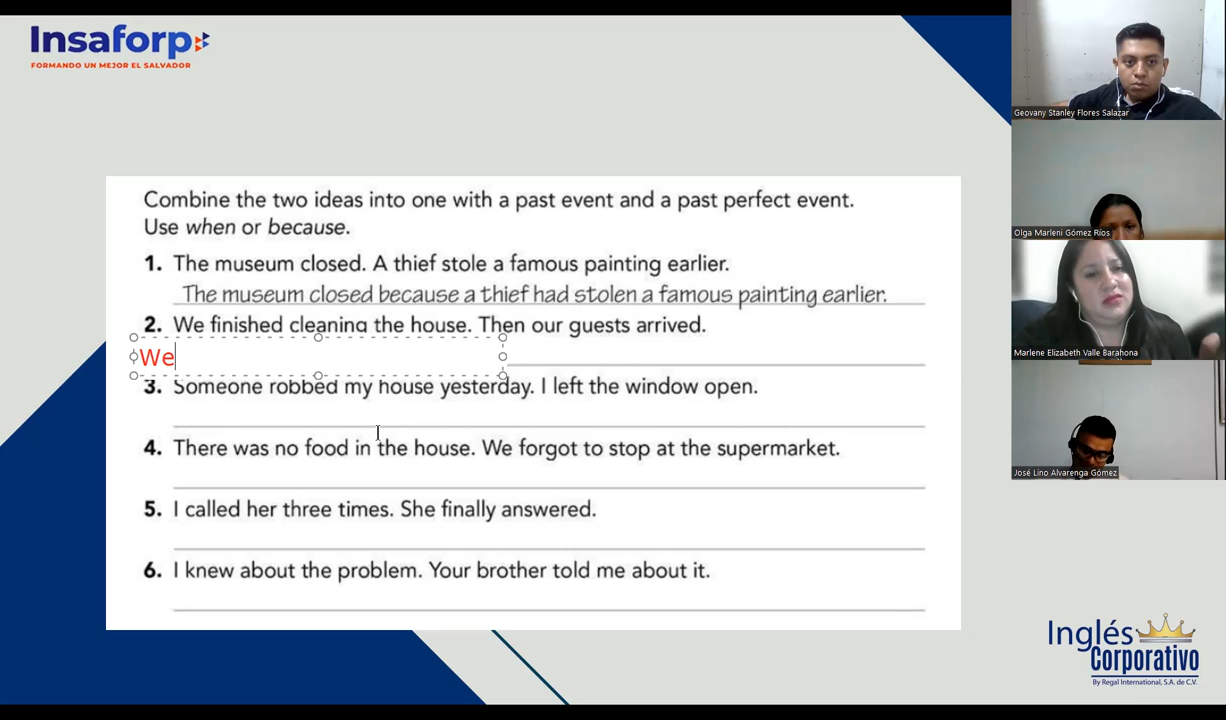 Insaforp
FORMANDO UN MEJOR EL SALVADOR
Combine the two ideas into one with a past event and a past perfect event.
Use when or because.
1. The museum closed. A thief stole a famous painting earlier.
The museum closed because a thief had stolen a famous painting earlier.
2. We finished cleaning the house. Then our guests arrived.
We
3. Someone robbed my house yesterday. I left the window open.
4. There was no food in the house. We forgot to stop at the supermarket.
5. I called her three times. She finally answered.
6. I knew about the problem. Your brother told me about it.
Geovany Stanley Flores Salazar
Olga Marleni Gómez Ríos
Marlene Elizabeth Valle Barahona
José Lino Alvarenga Gómez
Inglés
Corporativo
By Regal International, S.A. de C.V.